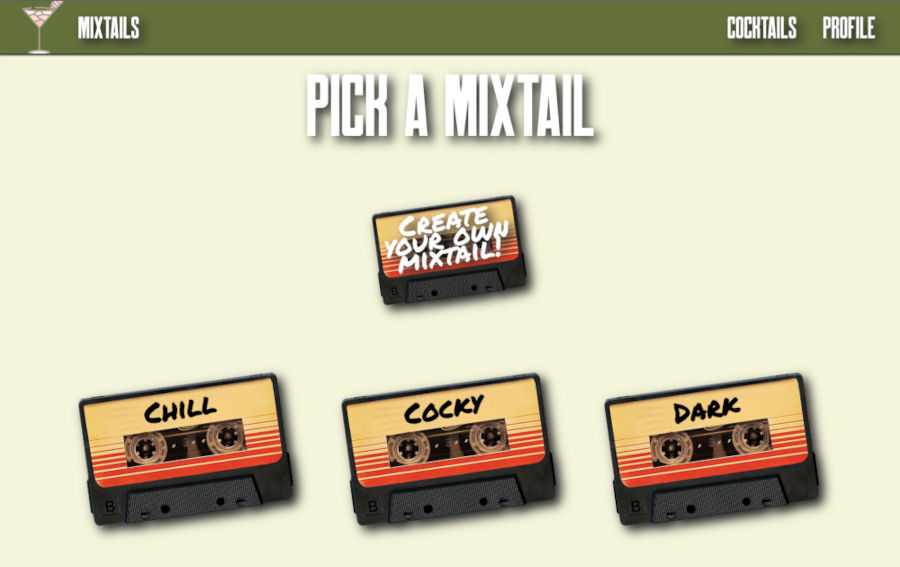 MIXTAILS
COCKTAILS
PROFILE
PICK A MIXTAIL
CREATE
YOUR OWN
MIXTAIL!
B
CHILL
COCKY
DARK
B
B
B